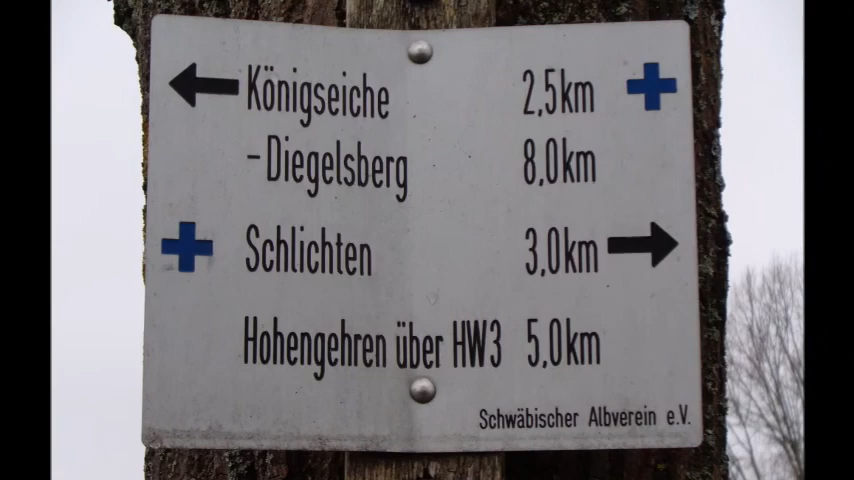 Königseiche 2,5km
-Diegelsberg 8,0km
Schlichten 3,0km
Hohengehren über HW3 5,0km
Schwäbischer Albverein e.V.